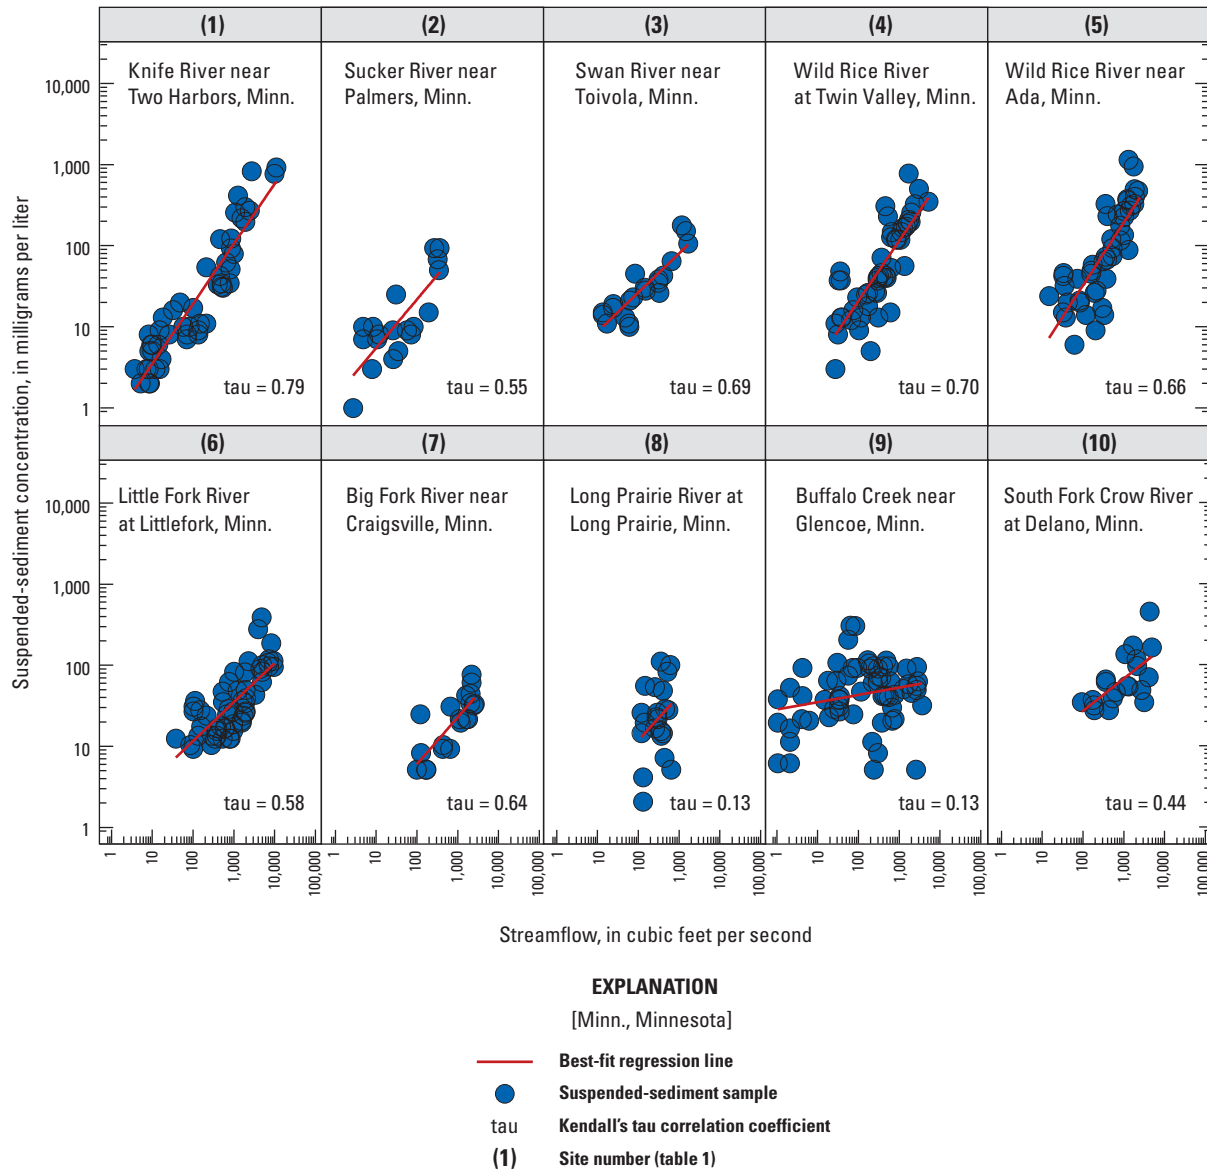 (1) (2) (3) (4) (5)
Knife River near
Two Harbors, Minn.
Sucker River near
Palmers, Minn.
Swan River near
Toivola, Minn.
Wild Rice River
at Twin Valley, Minn.
Wild Rice River near
Ada, Minn.
10,000
1,000
100
10
1
tau = 0.79
tau = 0.55
tau = 0.69
tau = 0.70
tau = 0.66
Suspended-sediment concentration, in milligrams per liter
(6) (7) (8) (9) (10)
Little Fork River
at Littlefork, Minn.
Big Fork River near
Craigsville, Minn.
Long Prairie River at
Long Prairie, Minn.
Buffalo Creek near
Glencoe, Minn.
South Fork Crow River
at Delano, Minn.
10,000
1,000
100
10
1
tau = 0.58
tau = 0.64
tau = 0.13
tau = 0.13
tau = 0.44
1 10 100 1,000 10,000 100,000
1 10 100 1,000 10,000 100,000
1 10 100 1,000 10,000 100,000
1 10 100 1,000 10,000 100,000
1 10 100 1,000 10,000 100,000
Streamflow, in cubic feet per second
EXPLANATION
[Minn., Minnesota]
Best-fit regression line
Suspended-sediment sample
tau Kendall's tau correlation coefficient
(1) Site number (table 1)